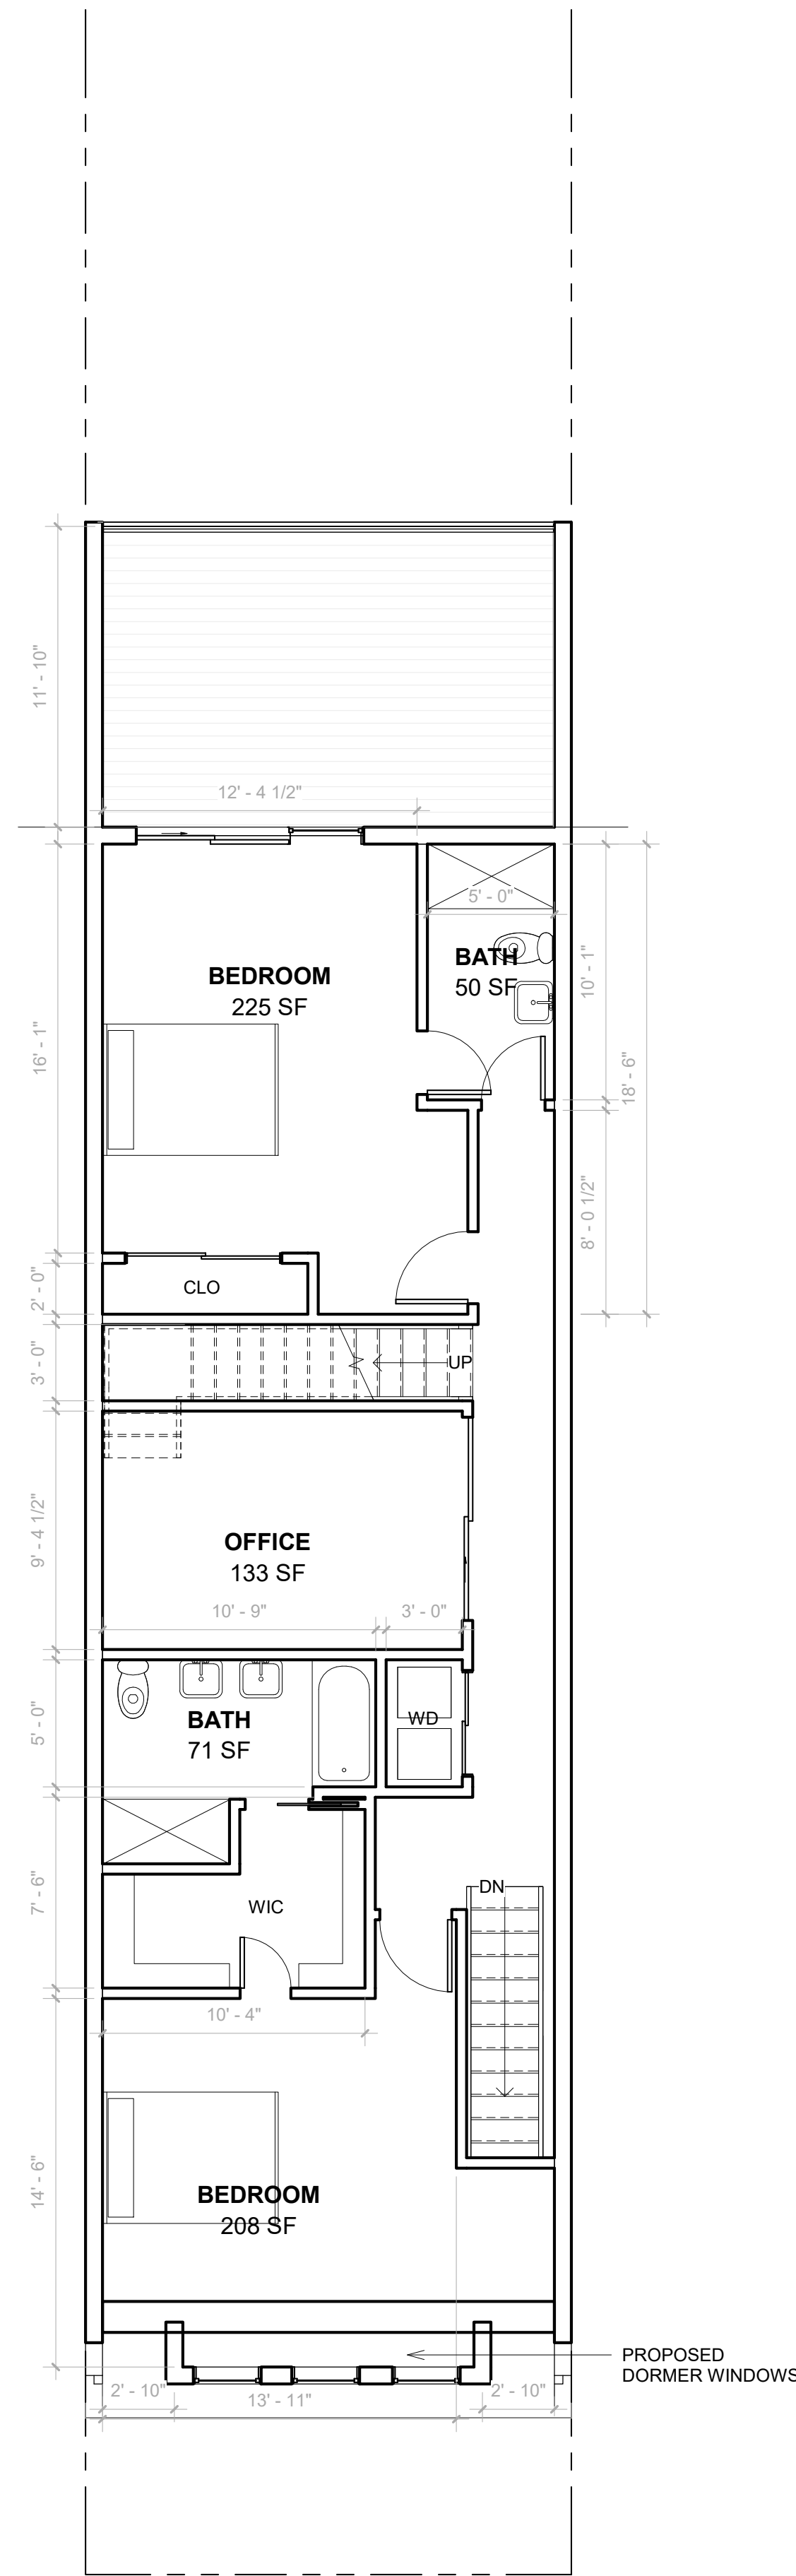 11' - 10"
12' - 4 1/2"
5' - 0"
BATH
50 SF
BEDROOM
225 SF
10' - 1"
16' - 1"
18' - 6"
8' - 0 1/2"
CLO
2' - 0"
3' - 0"
UP
9' - 4 1/2"
OFFICE
133 SF
10' - 9"
3' - 0"
BATH
71 SF
WD
5' - 0"
7' - 6"
WIC
DN
10' - 4"
14' - 6"
BEDROOM
208 SF
PROPOSED
DORMER WINDOWS
2' - 10"
13' - 11"
2' - 10"